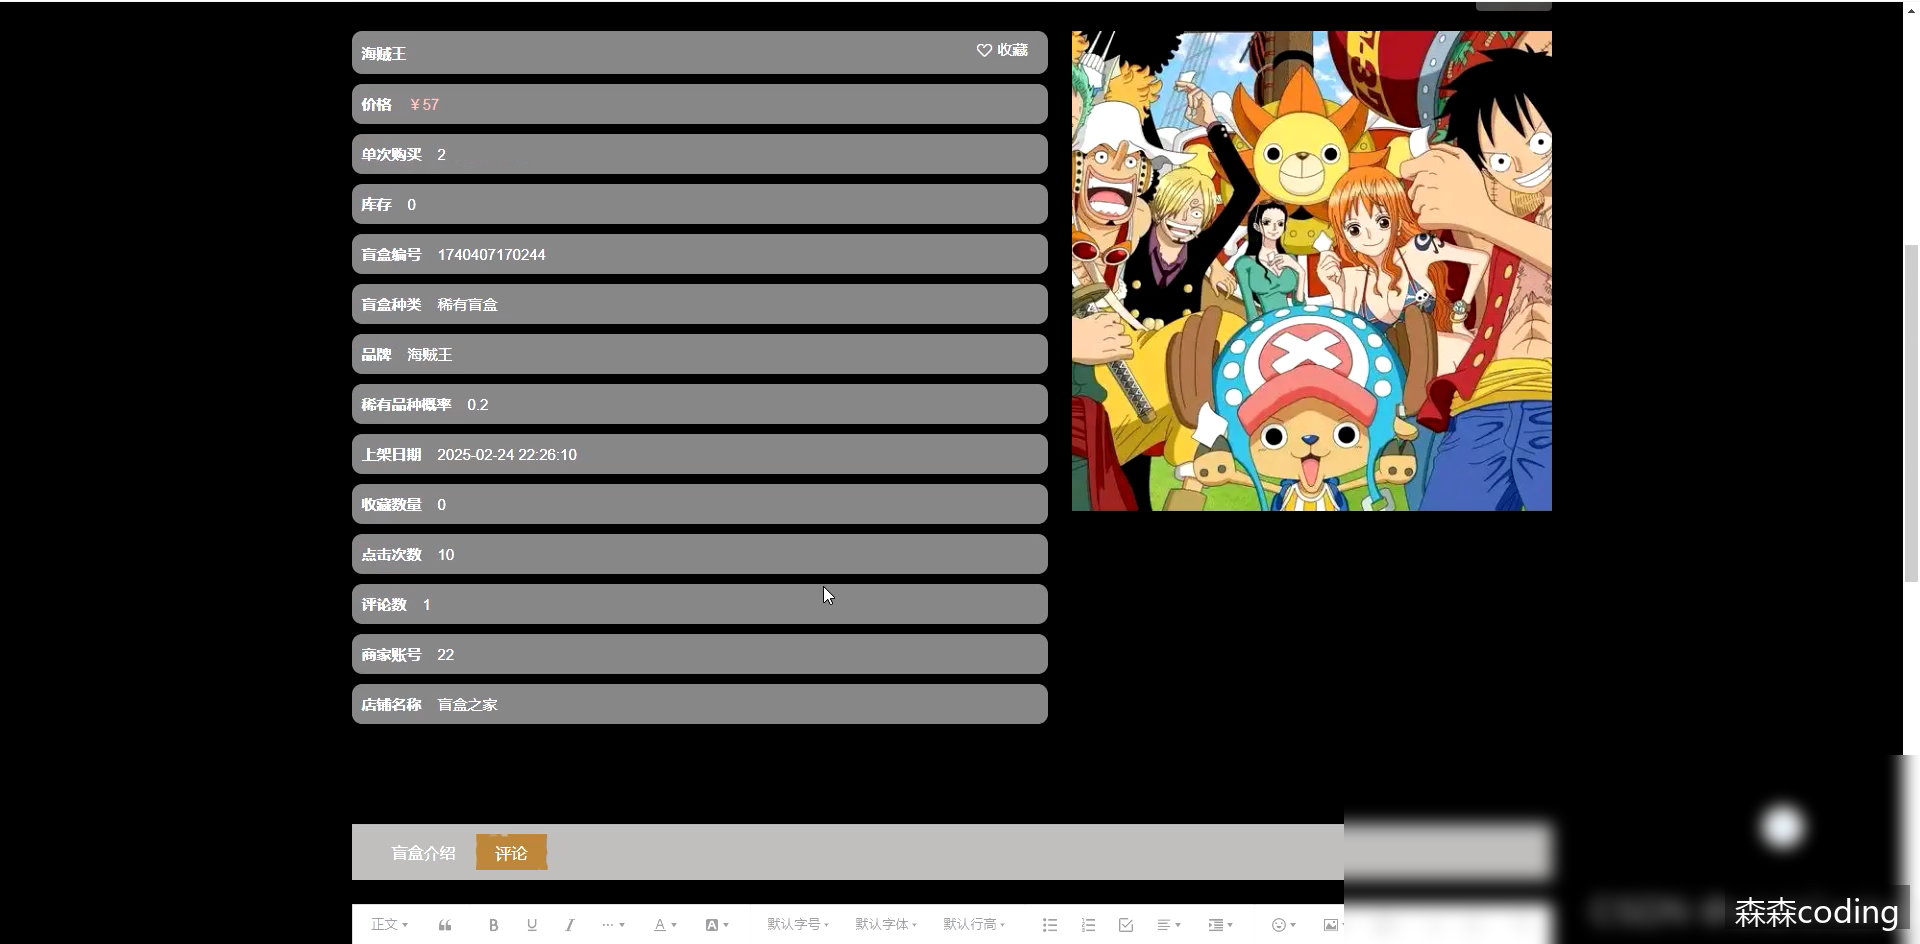 海贼王
收藏
价格 ￥57
单次购买 2
库存 0
盲盒编号 1740407170244
盲盒种类 稀有盲盒
品牌 海贼王
稀有品种概率 0.2
上架日期 2025-02-24 22:26:10
收藏数量 0
点击次数 10
评论数 1
商家账号 22
店铺名称 盲盒之家
盲盒介绍 评论
正文 B U I A A 默认字号 默认字体 默认行高
森森coding